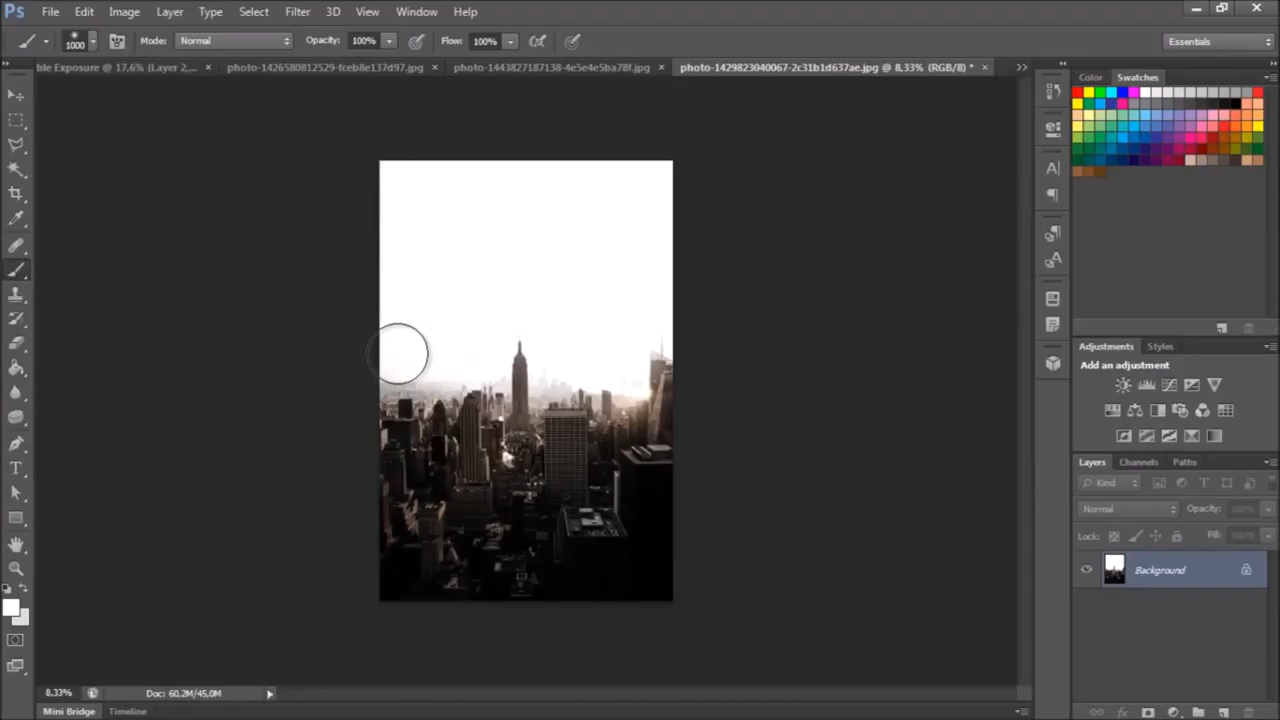 Ps File Edit Image Layer Type Select Filter 3D View Window Help
1000 Mode: Normal Opacity: 100% Flow: 100% Essentials
ble Exposure @ 17,6% (Layer 2,... × photo-1426580812529-fceb8e137d97.jpg × photo-1443827187138-4e5e4e5ba78f.jpg × photo-1429823040067-2c31b1d637ae.jpg @ 8,33% (RGB/8) * ×
Color Swatches
Adjustments Styles
Add an adjustment
Layers Channels Paths
Kind
Normal Opacity: 100%
Lock: Fill: 100%
Background
8,33% Doc: 60,2M/45,0M
Mini Bridge Timeline